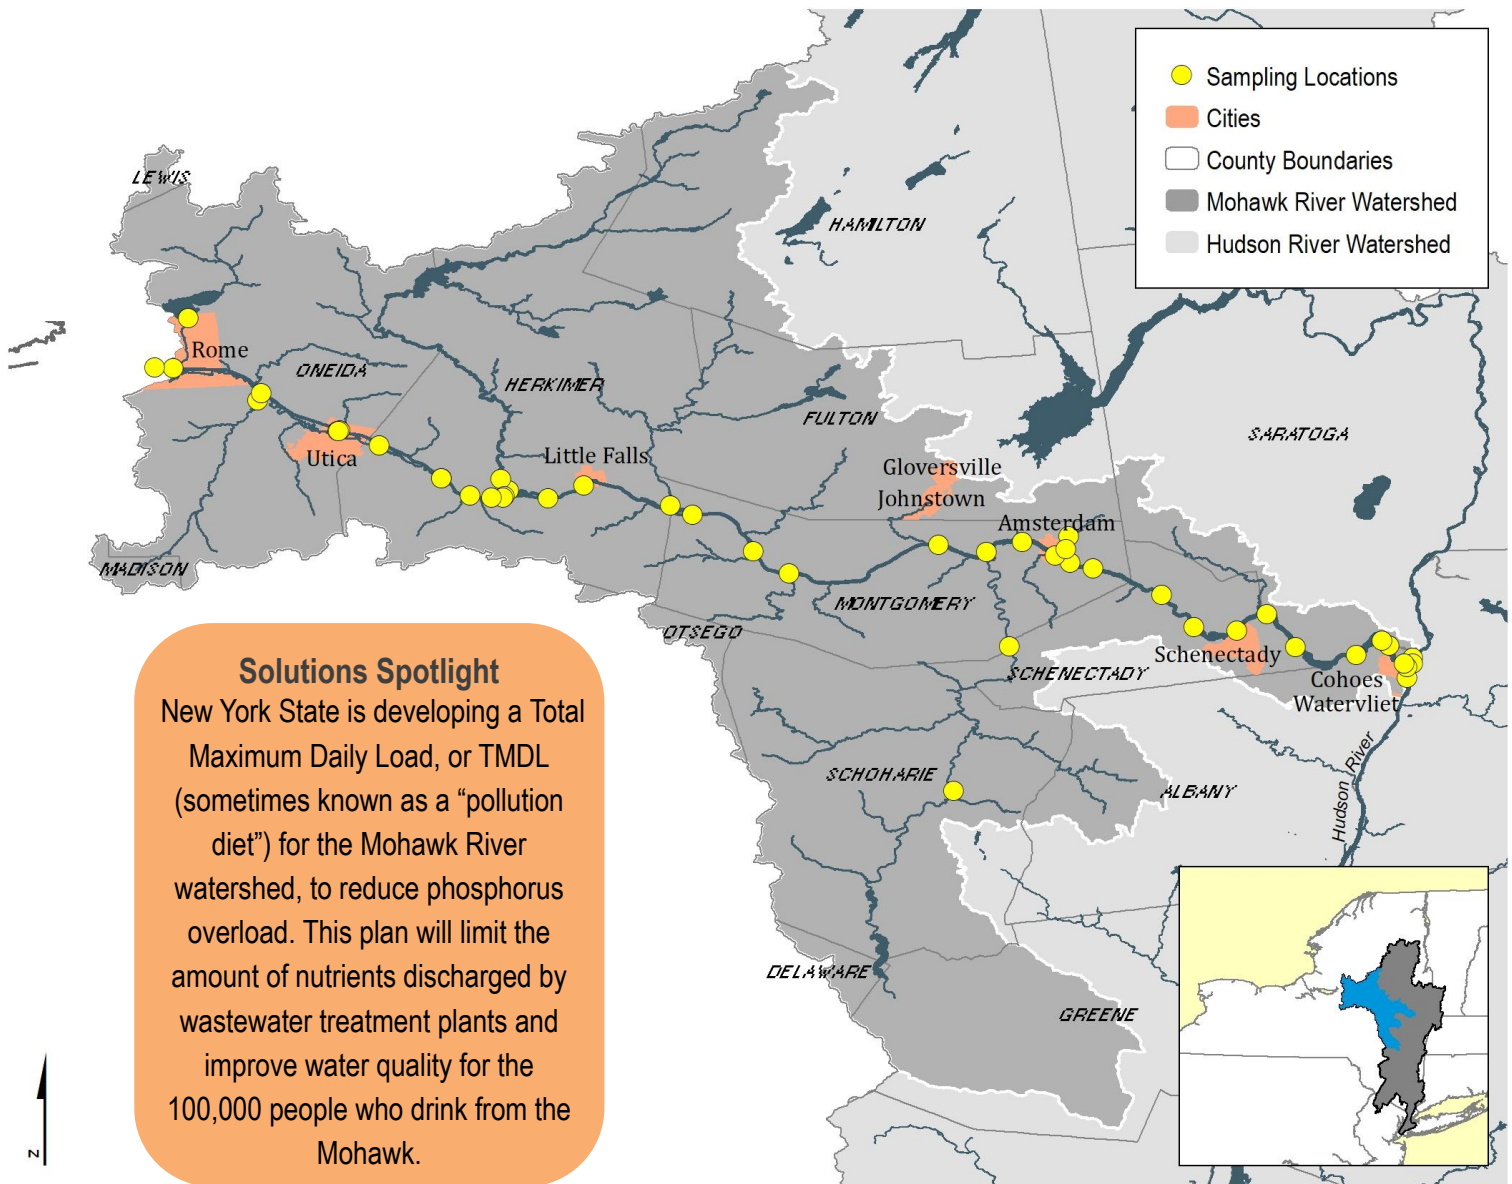 Sampling Locations
Cities
County Boundaries
Mohawk River Watershed
Hudson River Watershed
LEWIS
HAMILTON
Rome
ONEIDA
HERKIMER
FULTON
SARATOGA
Utica
Little Falls
Gloversville
Johnstown
Amsterdam
MADISON
MONTGOMERY
OTSEGO
SCHENECTADY
Schenectady
Cohoes
Watervliet
SCHOHARIE
ALBANY
Hudson River
DELAWARE
GREENE
Solutions Spotlight
New York State is developing a Total
Maximum Daily Load, or TMDL
(sometimes known as a “pollution
diet”) for the Mohawk River
watershed, to reduce phosphorus
overload. This plan will limit the
amount of nutrients discharged by
wastewater treatment plants and
improve water quality for the
100,000 people who drink from the
Mohawk.
N